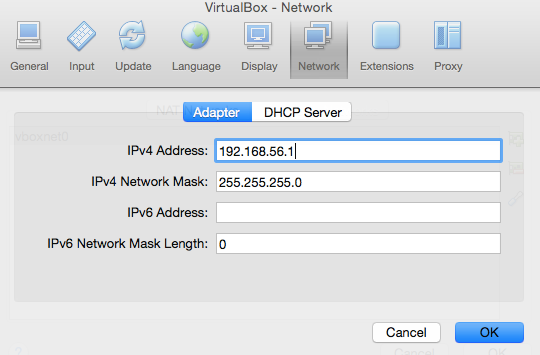 VirtualBox - Network
General Input Update Language Display Network Extensions Proxy
NAT
Adapter DHCP Server
vboxnet0
IPv4 Address: 192.168.56.1
IPv4 Network Mask: 255.255.255.0
IPv6 Address:
IPv6 Network Mask Length: 0
Cancel OK
Cancel OK